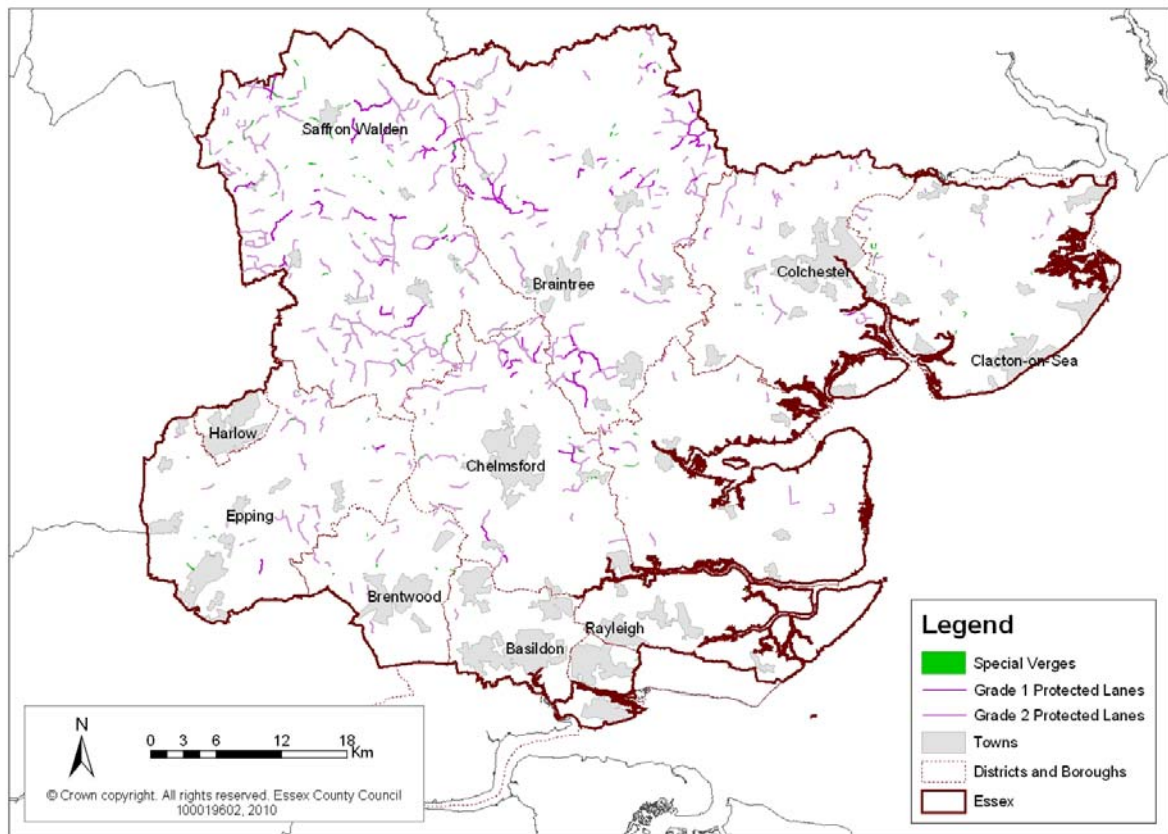 Saffron Walden
Braintree
Colchester
Clacton-on-Sea
Harlow
Chelmsford
Epping
Brentwood
Rayleigh
Basildon
Legend
Special Verges
Grade 1 Protected Lanes
Grade 2 Protected Lanes
Towns
Districts and Boroughs
Essex
N
0 3 6 12 18
Km
© Crown copyright. All rights reserved. Essex County Council
100019602, 2010